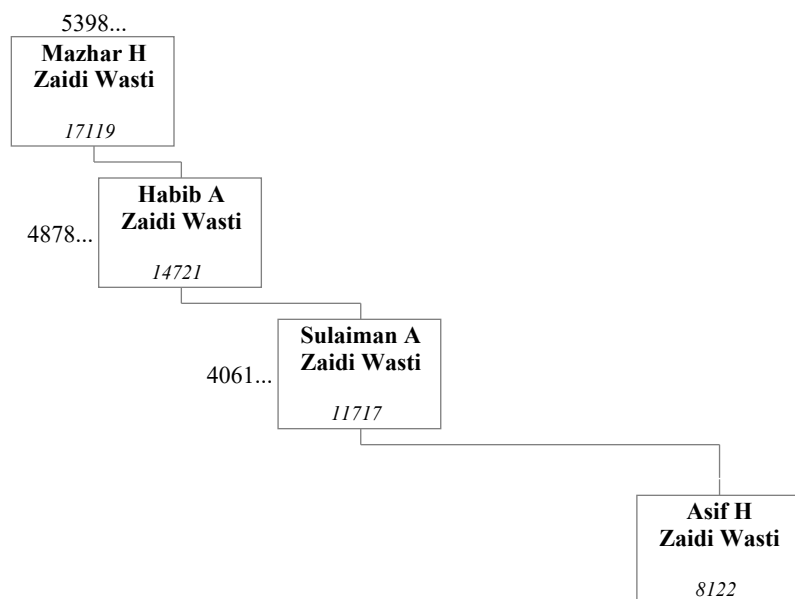 5398...
Mazhar H
Zaidi Wasti
17119
Habib A
Zaidi Wasti
4878...
14721
Sulaiman A
Zaidi Wasti
4061...
11717
Asif H
Zaidi Wasti
8122